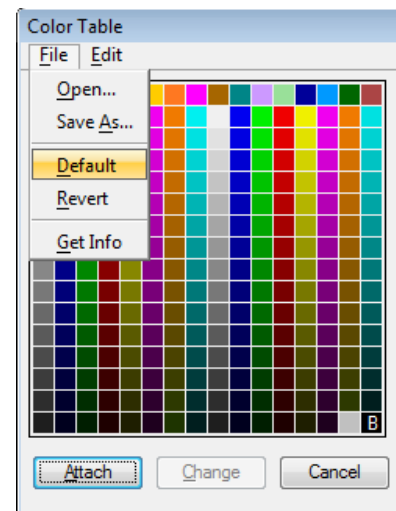 Color Table
File Edit
Open...
Save As...
Default
Revert
Get Info
B
Attach Change Cancel